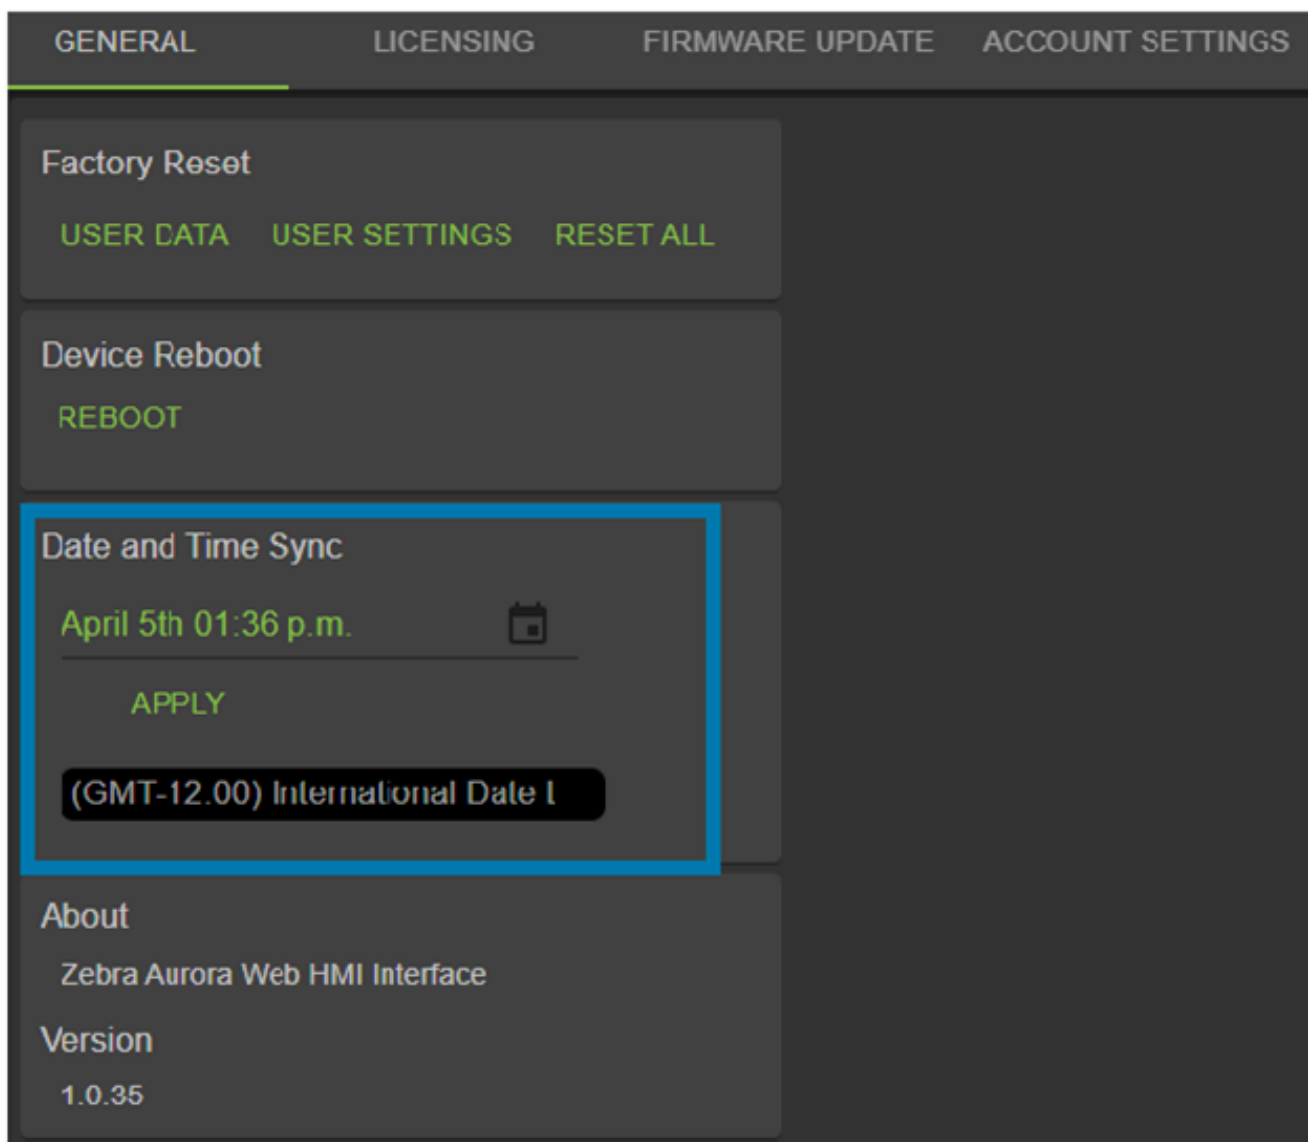 GENERAL LICENSING FIRMWARE UPDATE ACCOUNT SETTINGS
Factory Reset
USER DATA USER SETTINGS RESET ALL
Device Reboot
REBOOT
Date and Time Sync
April 5th 01:36 p.m.
APPLY
(GMT-12.00) International Date L
About
Zebra Aurora Web HMI Interface
Version
1.0.35